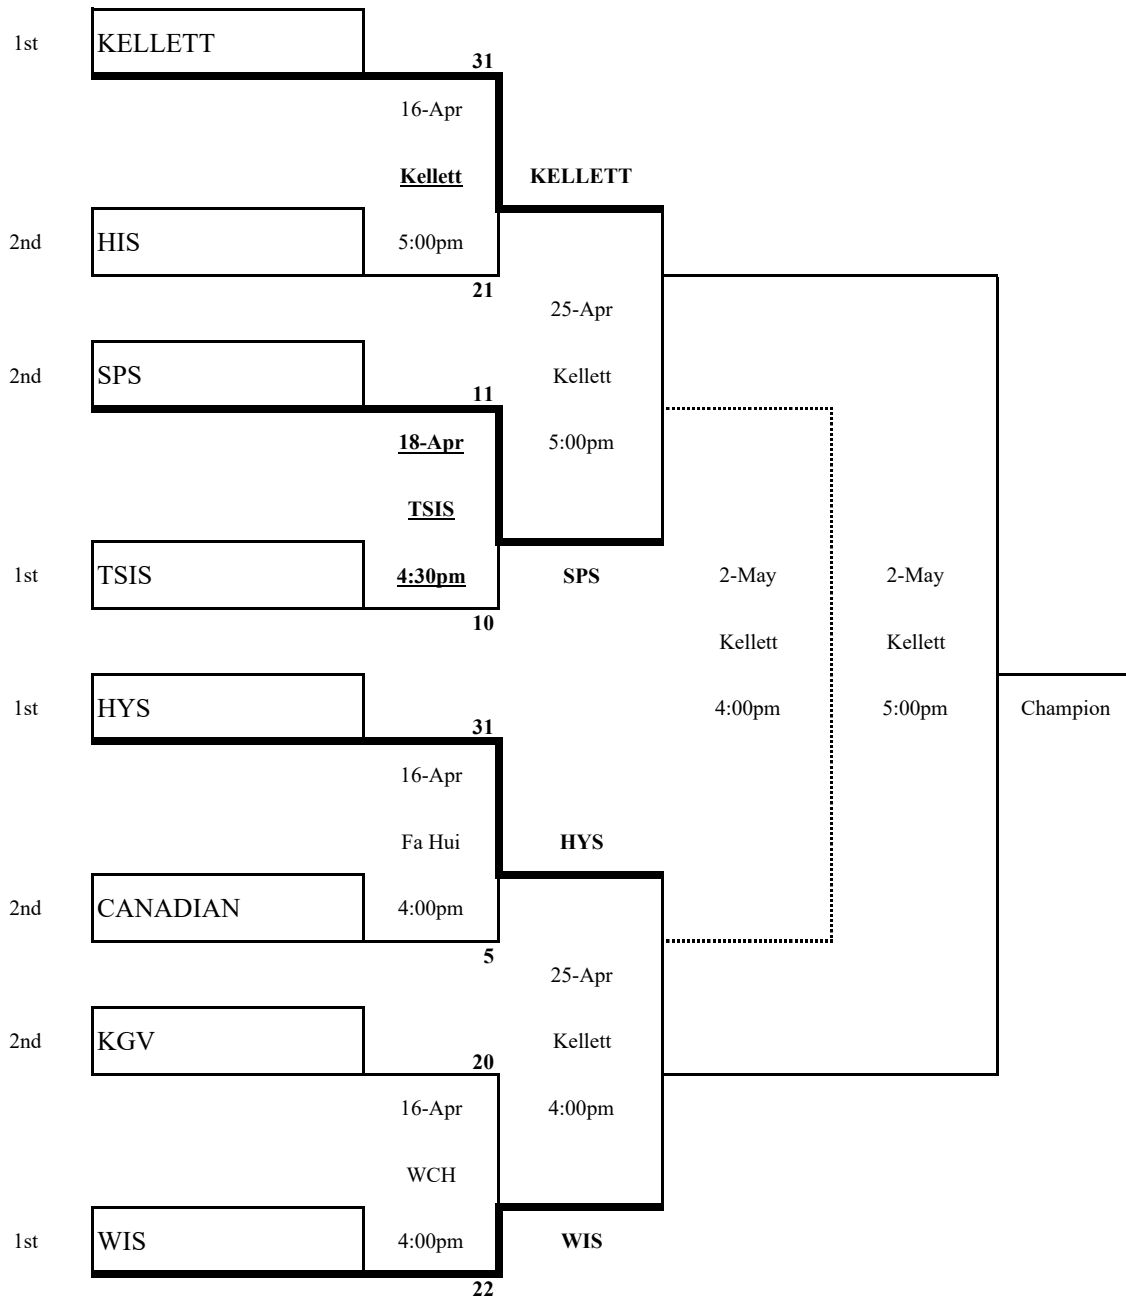 1st KELLETT
31
16-Apr
Kellett KELLETT
2nd HIS 5:00pm
21
25-Apr
2nd SPS Kellett
11
18-Apr 5:00pm
TSIS
1st TSIS 4:30pm SPS 2-May 2-May
10
Kellett Kellett
1st HYS 4:00pm 5:00pm Champion
31
16-Apr
Fa Hui HYS
2nd CANADIAN 4:00pm
5
25-Apr
2nd KGV Kellett
20
16-Apr 4:00pm
WCH
1st WIS 4:00pm WIS
22